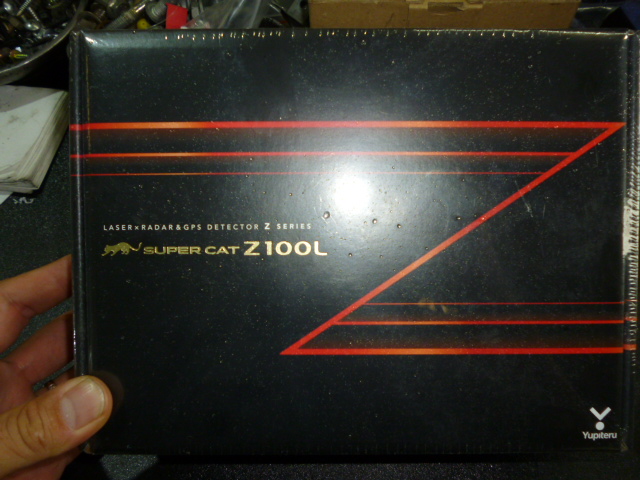 LASER×RADAR&GPS DETECTOR Z SERIES
SUPER CAT Z100L
Yupiteru